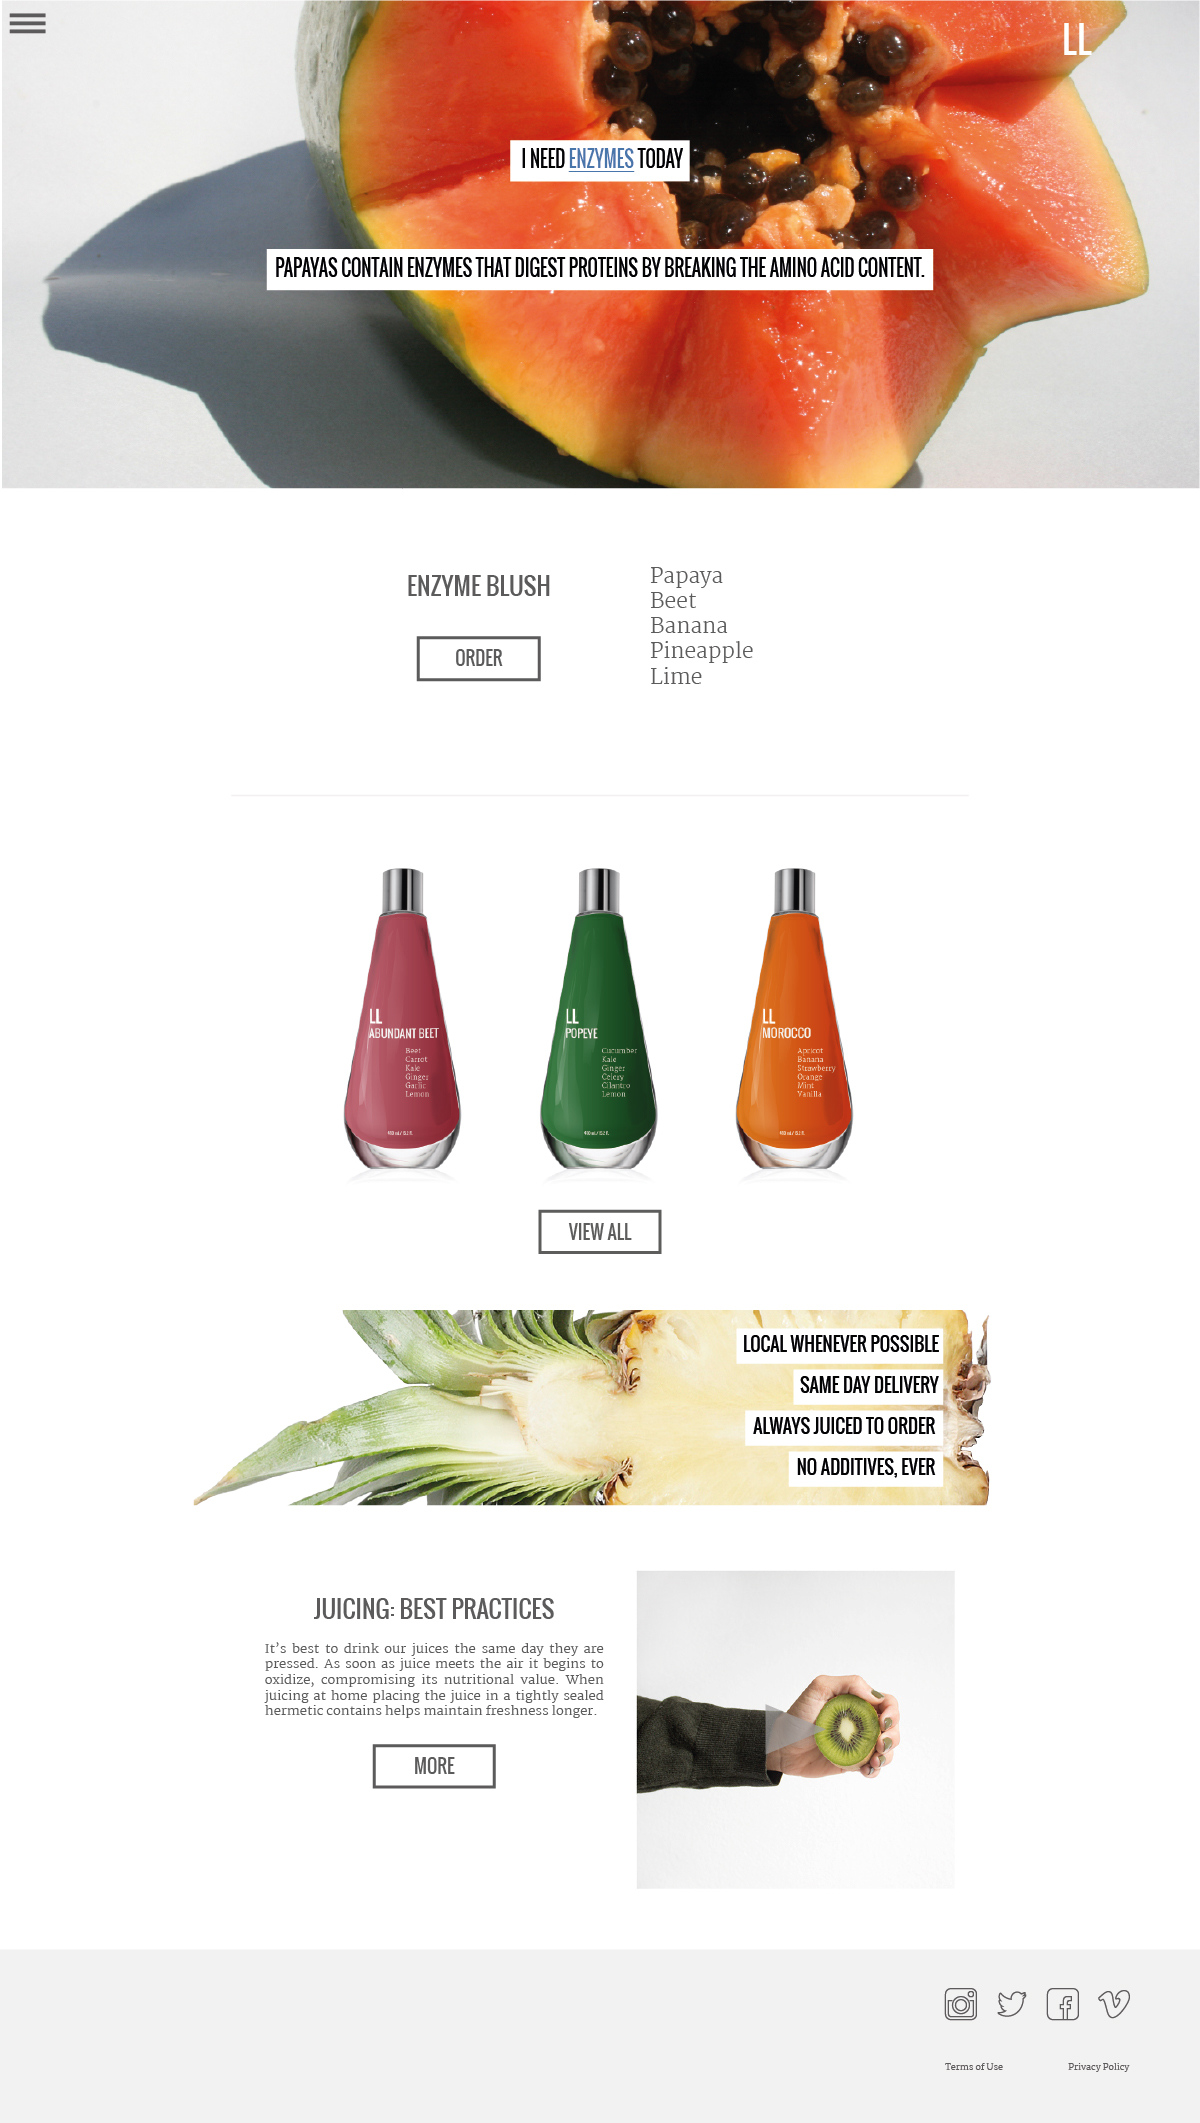 LL
I NEED ENZYMES TODAY
PAPAYAS CONTAIN ENZYMES THAT DIGEST PROTEINS BY BREAKING THE AMINO ACID CONTENT.
ENZYME BLUSH
ORDER
Papaya
Beet
Banana
Pineapple
Lime
LL
ABUNDANT BEET
Beet
Carrot
Kale
Ginger
Garlic
Lemon
LL
POPEYE
Cucumber
Kale
Ginger
Celery
Cilantro
Lemon
LL
MOROCCO
Apricot
Banana
Strawberry
Orange
Mint
Vanilla
VIEW ALL
LOCAL WHENEVER POSSIBLE
SAME DAY DELIVERY
ALWAYS JUICED TO ORDER
NO ADDITIVES, EVER
JUICING: BEST PRACTICES
It’s best to drink our juices the same day they are
pressed. As soon as juice meets the air it begins to
oxidize, compromising its nutritional value. When
juicing at home placing the juice in a tightly sealed
hermetic contains helps maintain freshness longer.
MORE
Terms of Use
Privacy Policy